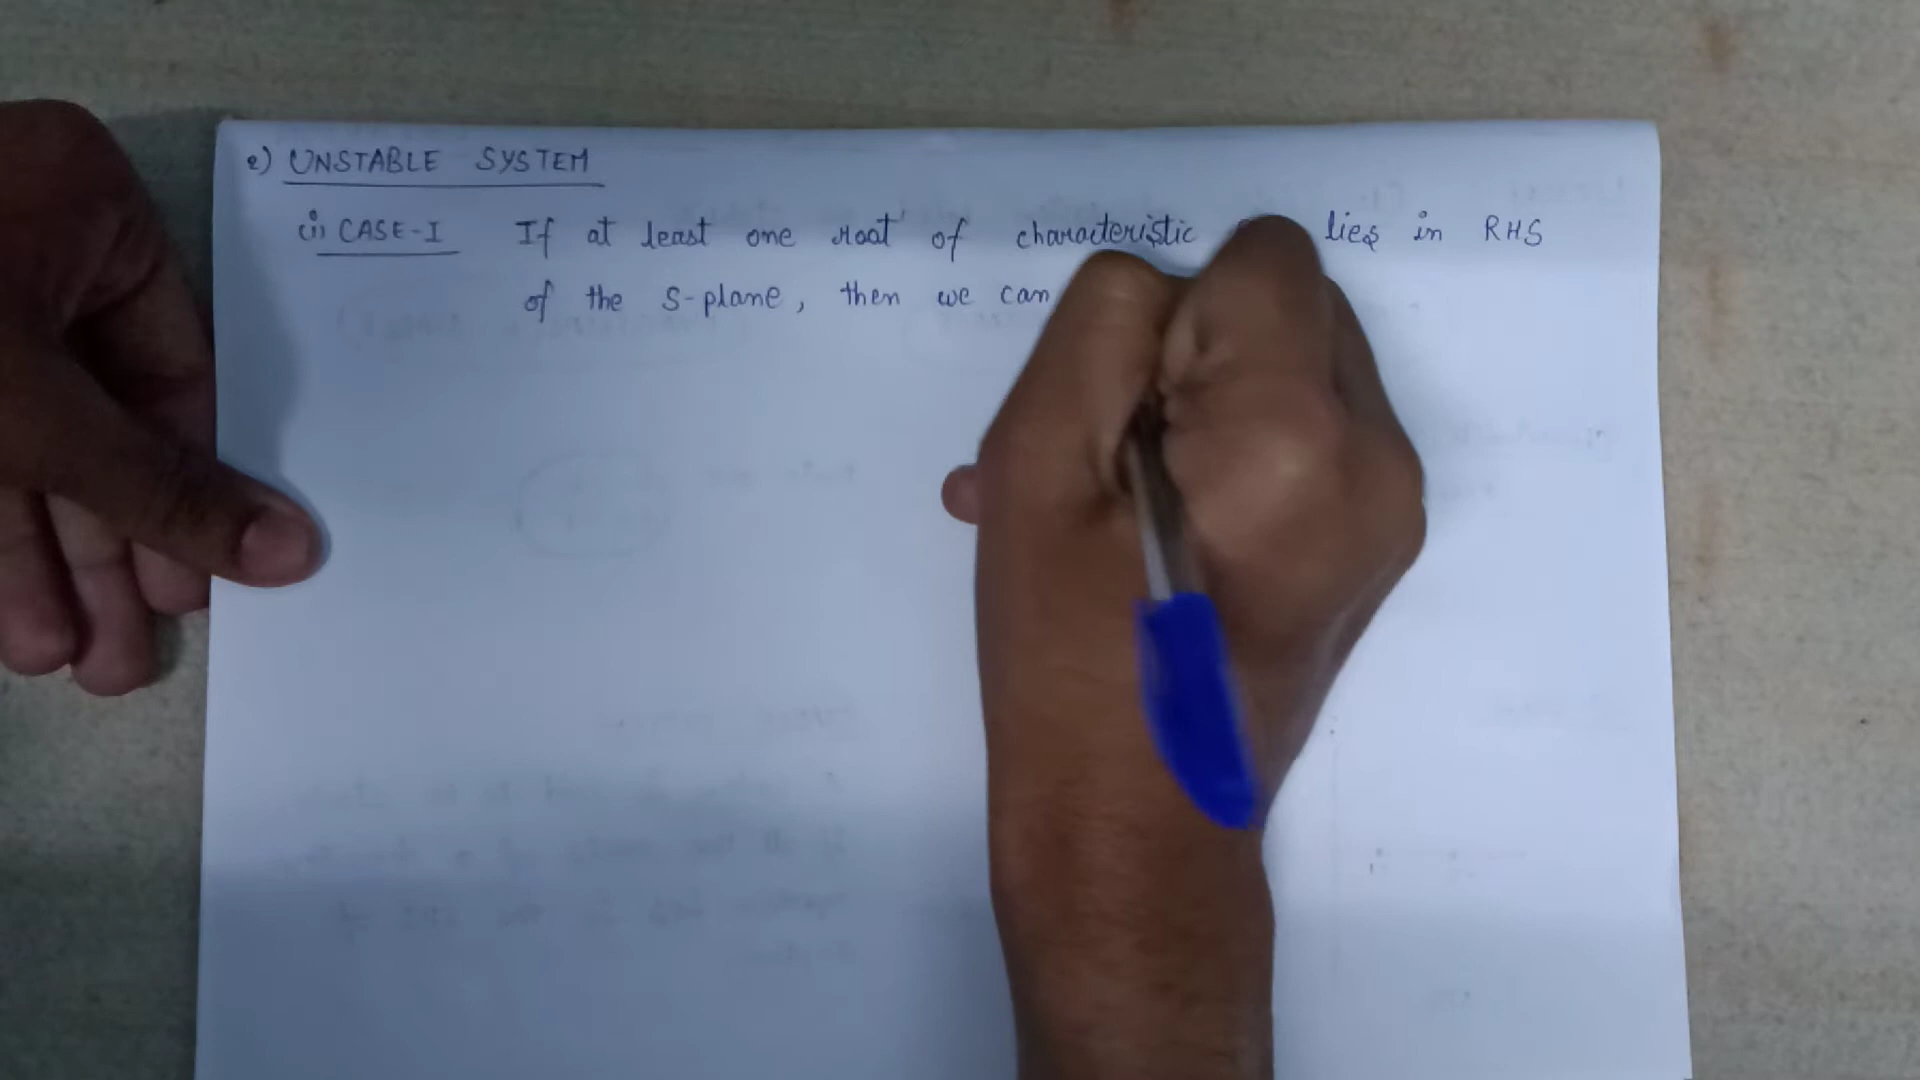 2) UNSTABLE SYSTEM
(i) CASE-I If at least one root of characteristic lies in RHS
of the S-plane, then we can